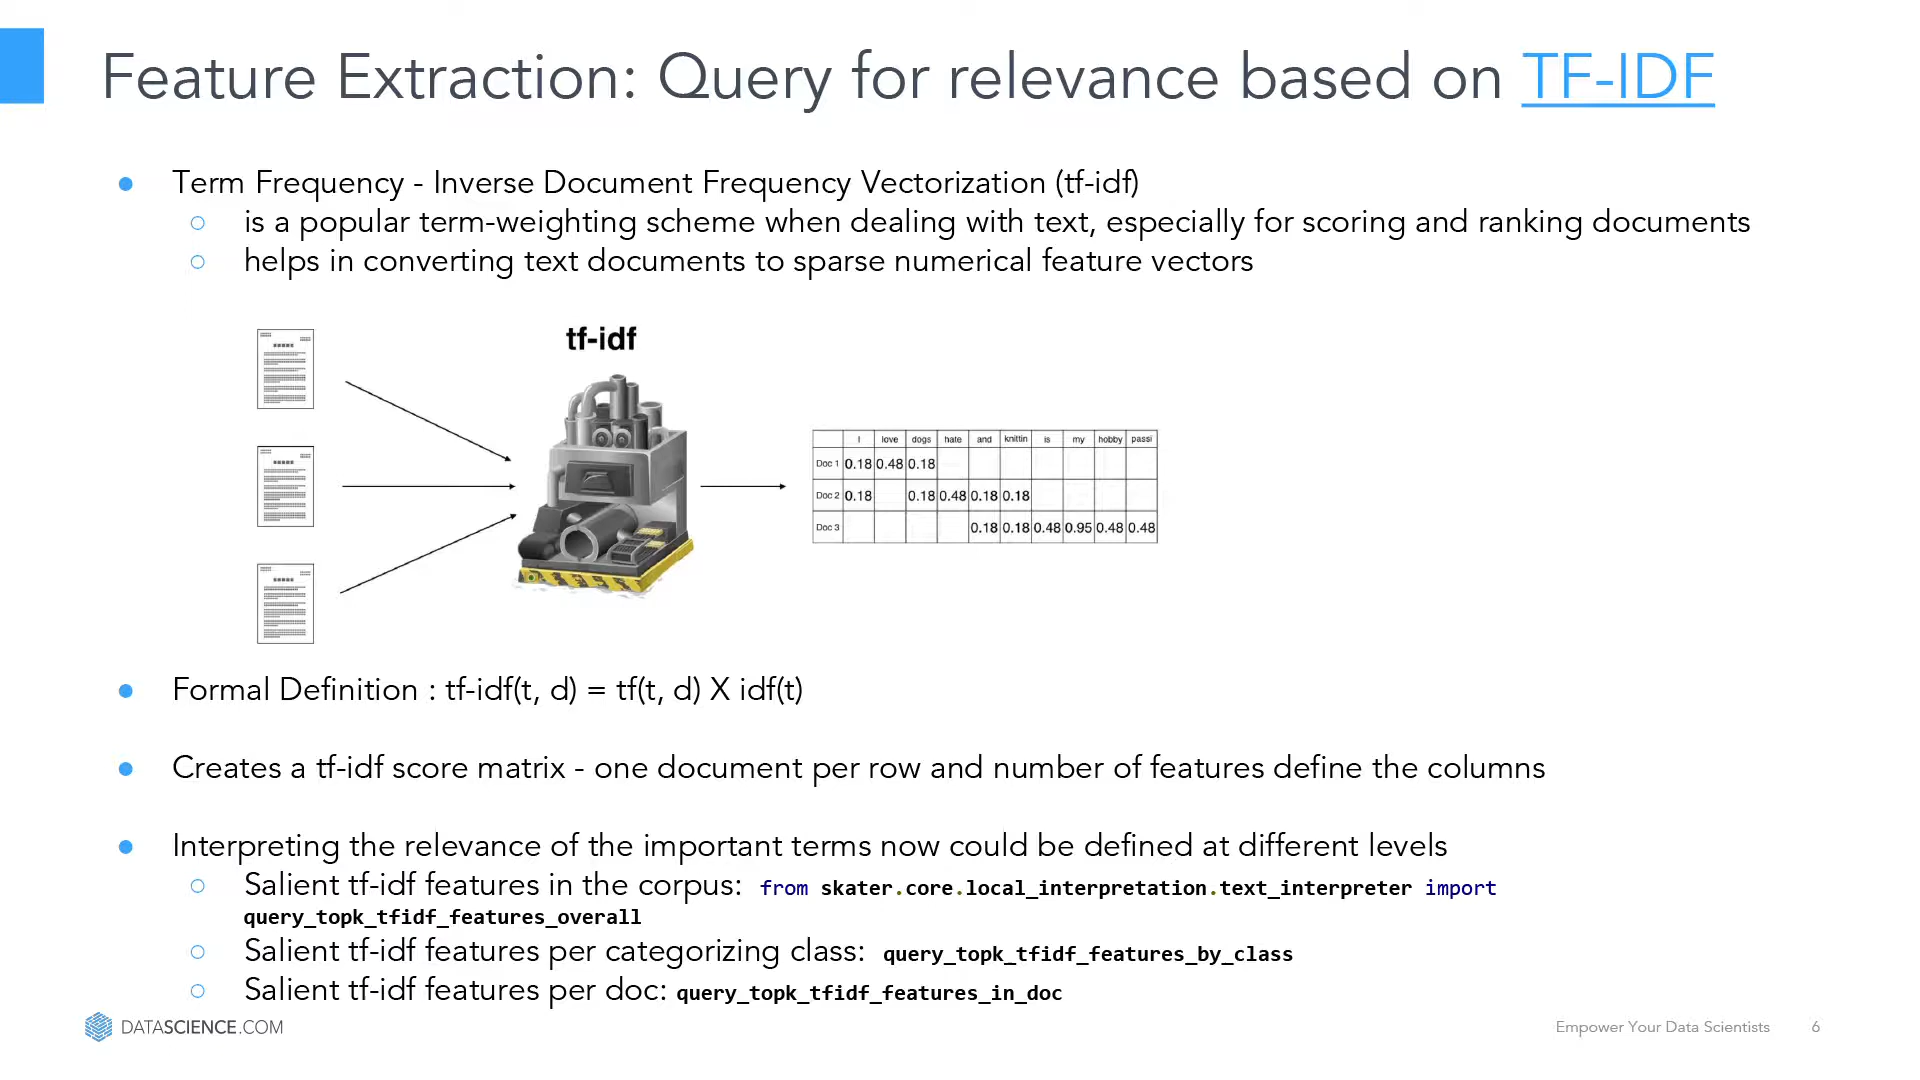 Feature Extraction: Query for relevance based on TF-IDF
● Term Frequency - Inverse Document Frequency Vectorization (tf-idf)
○ is a popular term-weighting scheme when dealing with text, especially for scoring and ranking documents
○ helps in converting text documents to sparse numerical feature vectors
tf-idf
I love dogs hate and knittin is my hobby passi
Doc 1 0.18 0.48 0.18
Doc 2 0.18 0.18 0.48 0.18 0.18
Doc 3 0.18 0.18 0.48 0.95 0.48 0.48
● Formal Definition : tf-idf(t, d) = tf(t, d) X idf(t)
● Creates a tf-idf score matrix - one document per row and number of features define the columns
● Interpreting the relevance of the important terms now could be defined at different levels
○ Salient tf-idf features in the corpus: from skater.core.local_interpretation.text_interpreter import
query_topk_tfidf_features_overall
○ Salient tf-idf features per categorizing class: query_topk_tfidf_features_by_class
○ Salient tf-idf features per doc: query_topk_tfidf_features_in_doc
DATASCIENCE.COM
Empower Your Data Scientists 6